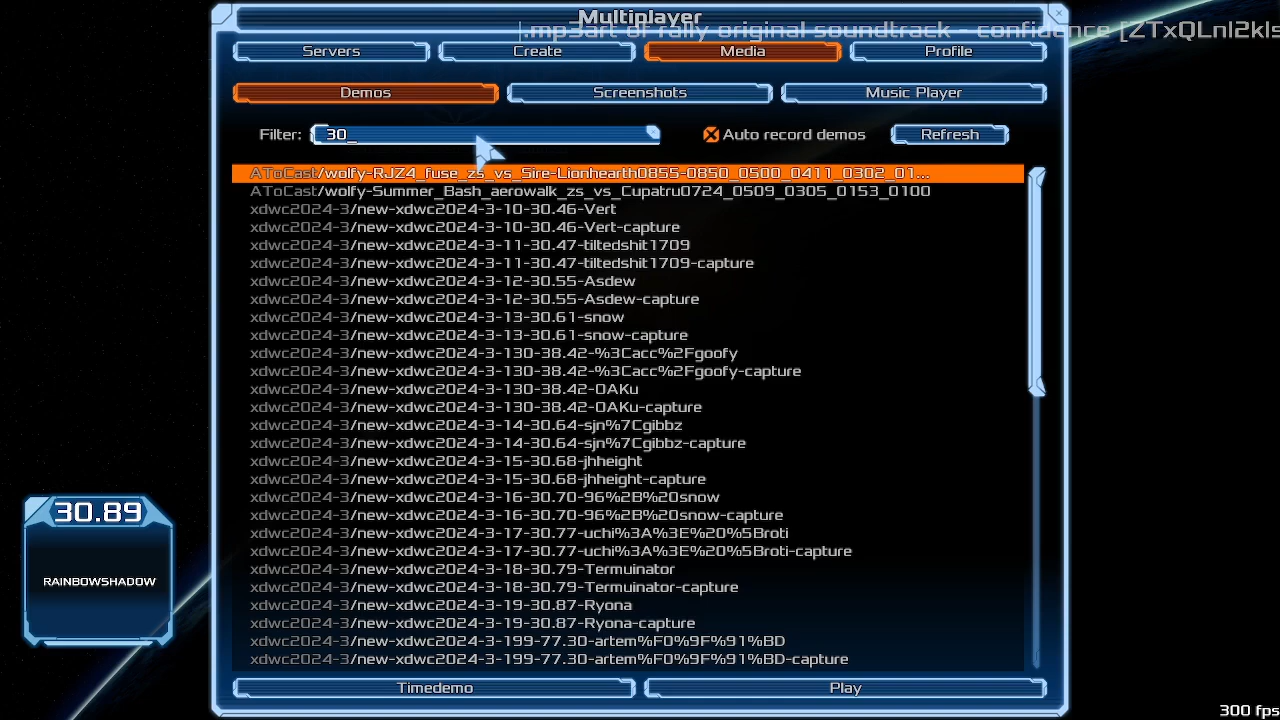 Multiplayer
|.mp3art of rally original soundtrack - confidence [ZTxQLnl2kls
Servers
Create
Media
Profile
Demos
Screenshots
Music Player
Filter:
30_
Auto record demos
Refresh
AToCast/wolfy-RJZ4_fuse_zs_vs_Sire-Lionhearth0855-0850_0500_0411_0302_01...
AToCast/wolfy-Summer_Bash_aerowalk_zs_vs_Cupatru0724_0509_0305_0153_0100
xdwc2024-3/new-xdwc2024-3-10-30.46-Vert
xdwc2024-3/new-xdwc2024-3-10-30.46-Vert-capture
xdwc2024-3/new-xdwc2024-3-11-30.47-tiltedshit1709
xdwc2024-3/new-xdwc2024-3-11-30.47-tiltedshit1709-capture
xdwc2024-3/new-xdwc2024-3-12-30.55-Asdew
xdwc2024-3/new-xdwc2024-3-12-30.55-Asdew-capture
xdwc2024-3/new-xdwc2024-3-13-30.61-snow
xdwc2024-3/new-xdwc2024-3-13-30.61-snow-capture
xdwc2024-3/new-xdwc2024-3-130-38.42-%3Cacc%2Fgoofy
xdwc2024-3/new-xdwc2024-3-130-38.42-%3Cacc%2Fgoofy-capture
xdwc2024-3/new-xdwc2024-3-130-38.42-OAKu
xdwc2024-3/new-xdwc2024-3-130-38.42-OAKu-capture
xdwc2024-3/new-xdwc2024-3-14-30.64-sjn%7Cgibbz
xdwc2024-3/new-xdwc2024-3-14-30.64-sjn%7Cgibbz-capture
xdwc2024-3/new-xdwc2024-3-15-30.68-jhheight
xdwc2024-3/new-xdwc2024-3-15-30.68-jhheight-capture
xdwc2024-3/new-xdwc2024-3-16-30.70-96%2B%20snow
xdwc2024-3/new-xdwc2024-3-16-30.70-96%2B%20snow-capture
xdwc2024-3/new-xdwc2024-3-17-30.77-uchi%3A%3E%20%5Broti
xdwc2024-3/new-xdwc2024-3-17-30.77-uchi%3A%3E%20%5Broti-capture
xdwc2024-3/new-xdwc2024-3-18-30.79-Termuinator
xdwc2024-3/new-xdwc2024-3-18-30.79-Termuinator-capture
xdwc2024-3/new-xdwc2024-3-19-30.87-Ryona
xdwc2024-3/new-xdwc2024-3-19-30.87-Ryona-capture
xdwc2024-3/new-xdwc2024-3-199-77.30-artem%F0%9F%91%BD
xdwc2024-3/new-xdwc2024-3-199-77.30-artem%F0%9F%91%BD-capture
30.89
RAINBOWSHADOW
Timedemo
Play
300 fps